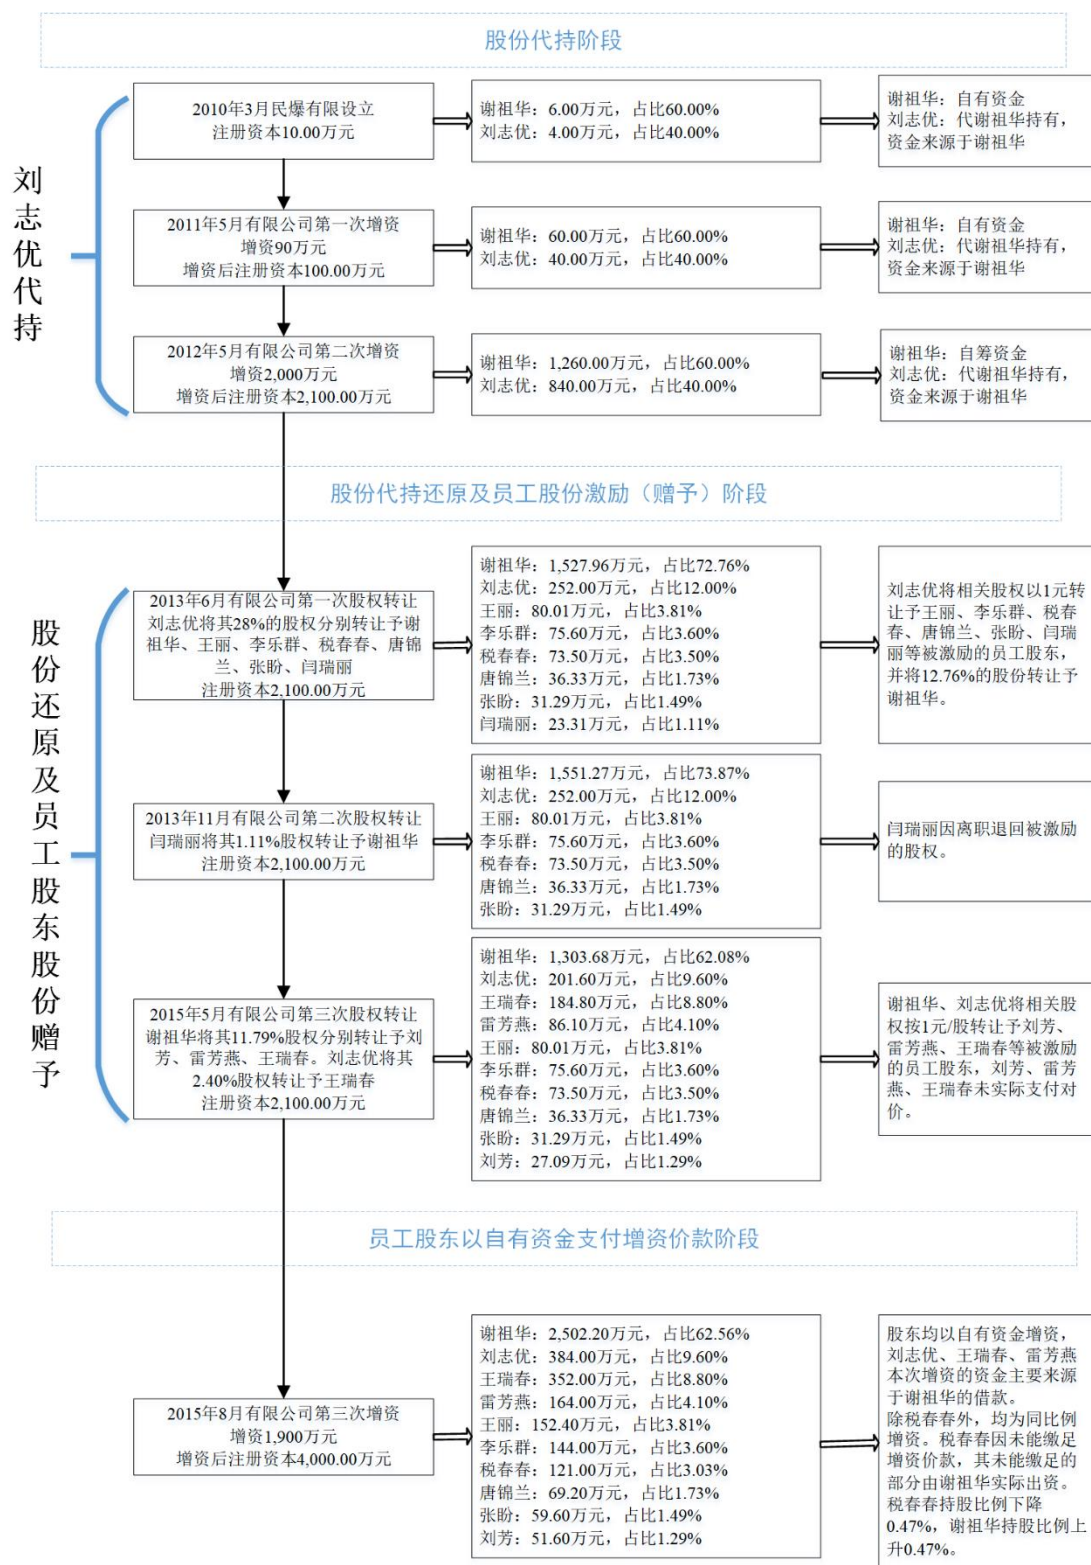 股份代持阶段
刘志优代持
2010年3月民爆有限设立
注册资本10.00万元
谢祖华：6.00万元，占比60.00%
刘志优：4.00万元，占比40.00%
谢祖华：自有资金
刘志优：代谢祖华持有，
资金来源于谢祖华
2011年5月有限公司第一次增资
增资90万元
增资后注册资本100.00万元
谢祖华：60.00万元，占比60.00%
刘志优：40.00万元，占比40.00%
谢祖华：自有资金
刘志优：代谢祖华持有，
资金来源于谢祖华
2012年5月有限公司第二次增资
增资2,000万元
增资后注册资本2,100.00万元
谢祖华：1,260.00万元，占比60.00%
刘志优：840.00万元，占比40.00%
谢祖华：自筹资金
刘志优：代谢祖华持有，
资金来源于谢祖华
股份代持还原及员工股份激励（赠予）阶段
股份还原及员工股东股份赠予
2013年6月有限公司第一次股权转让
刘志优将其28%的股权分别转让予谢
祖华、王丽、李乐群、税春春、唐锦
兰、张盼、闫瑞丽
注册资本2,100.00万元
谢祖华：1,527.96万元，占比72.76%
刘志优：252.00万元，占比12.00%
王丽：80.01万元，占比3.81%
李乐群：75.60万元，占比3.60%
税春春：73.50万元，占比3.50%
唐锦兰：36.33万元，占比1.73%
张盼：31.29万元，占比1.49%
闫瑞丽：23.31万元，占比1.11%
刘志优将相关股权以1元转
让予王丽、李乐群、税春
春、唐锦兰、张盼、闫瑞
丽等被激励的员工股东，
并将12.76%的股份转让予
谢祖华。
2013年11月有限公司第二次股权转让
闫瑞丽将其1.11%股权转让予谢祖华
注册资本2,100.00万元
谢祖华：1,551.27万元，占比73.87%
刘志优：252.00万元，占比12.00%
王丽：80.01万元，占比3.81%
李乐群：75.60万元，占比3.60%
税春春：73.50万元，占比3.50%
唐锦兰：36.33万元，占比1.73%
张盼：31.29万元，占比1.49%
闫瑞丽因离职退回被激励
的股权。
2015年5月有限公司第三次股权转让
谢祖华将其11.79%股权分别转让予刘
芳、雷芳燕、王瑞春。刘志优将其
2.40%股权转让予王瑞春
注册资本2,100.00万元
谢祖华：1,303.68万元，占比62.08%
刘志优：201.60万元，占比9.60%
王瑞春：184.80万元，占比8.80%
雷芳燕：86.10万元，占比4.10%
王丽：80.01万元，占比3.81%
李乐群：75.60万元，占比3.60%
税春春：73.50万元，占比3.50%
唐锦兰：36.33万元，占比1.73%
张盼：31.29万元，占比1.49%
刘芳：27.09万元，占比1.29%
谢祖华、刘志优将相关股
权按1元/股转让予刘芳、
雷芳燕、王瑞春等被激励
的员工股东，刘芳、雷芳
燕、王瑞春未实际支付对
价。
员工股东以自有资金支付增资价款阶段
2015年8月有限公司第三次增资
增资1,900万元
增资后注册资本4,000.00万元
谢祖华：2,502.20万元，占比62.56%
刘志优：384.00万元，占比9.60%
王瑞春：352.00万元，占比8.80%
雷芳燕：164.00万元，占比4.10%
王丽：152.40万元，占比3.81%
李乐群：144.00万元，占比3.60%
税春春：121.00万元，占比3.03%
唐锦兰：69.20万元，占比1.73%
张盼：59.60万元，占比1.49%
刘芳：51.60万元，占比1.29%
股东均以自有资金增资，
刘志优、王瑞春、雷芳燕
本次增资的资金主要来源
于谢祖华的借款。
除税春春外，均为同比例
增资。税春春因未能缴足
增资价款，其未能缴足的
部分由谢祖华实际出资。
税春春持股比例下降
0.47%，谢祖华持股比例上
升0.47%。